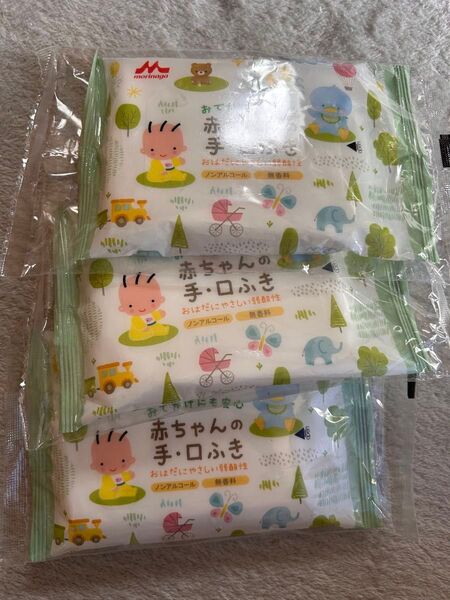 morinaga
おで
赤ち
手・口ふき
おはだにやさしい弱酸性
ノンアルコール 無香料
赤ちゃんの
手・口ふき
おはだにやさしい弱酸性
ノンアルコール 無香料
おでかけにも安心
赤ちゃんの
手・口ふき
おはだにやさしい弱酸性
ノンアルコール 無香料